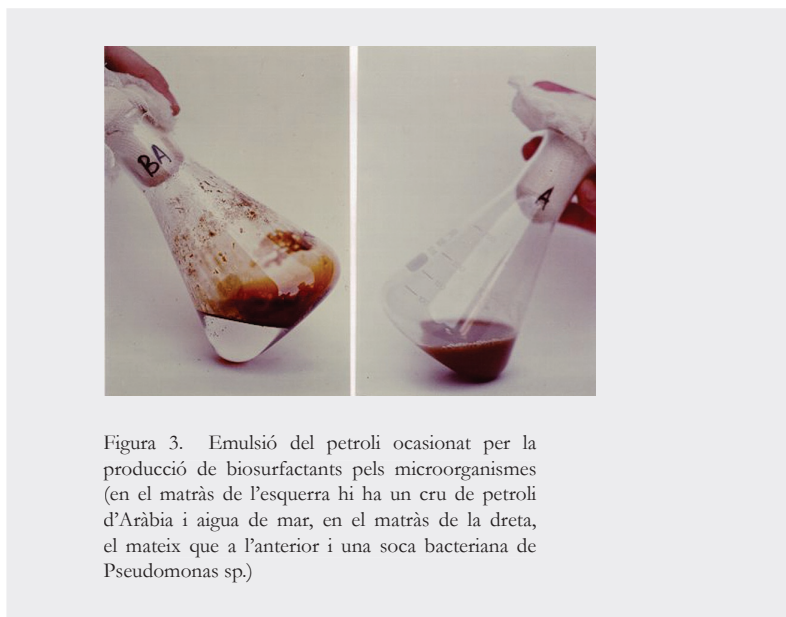 BA
A
Figura 3. Emulsió del petroli ocasionat per la
producció de biosurfactants pels microorganismes
(en el matràs de l’esquerra hi ha un cru de petroli
d’Aràbia i aigua de mar, en el matràs de la dreta,
el mateix que a l’anterior i una soca bacteriana de
Pseudomonas sp.)